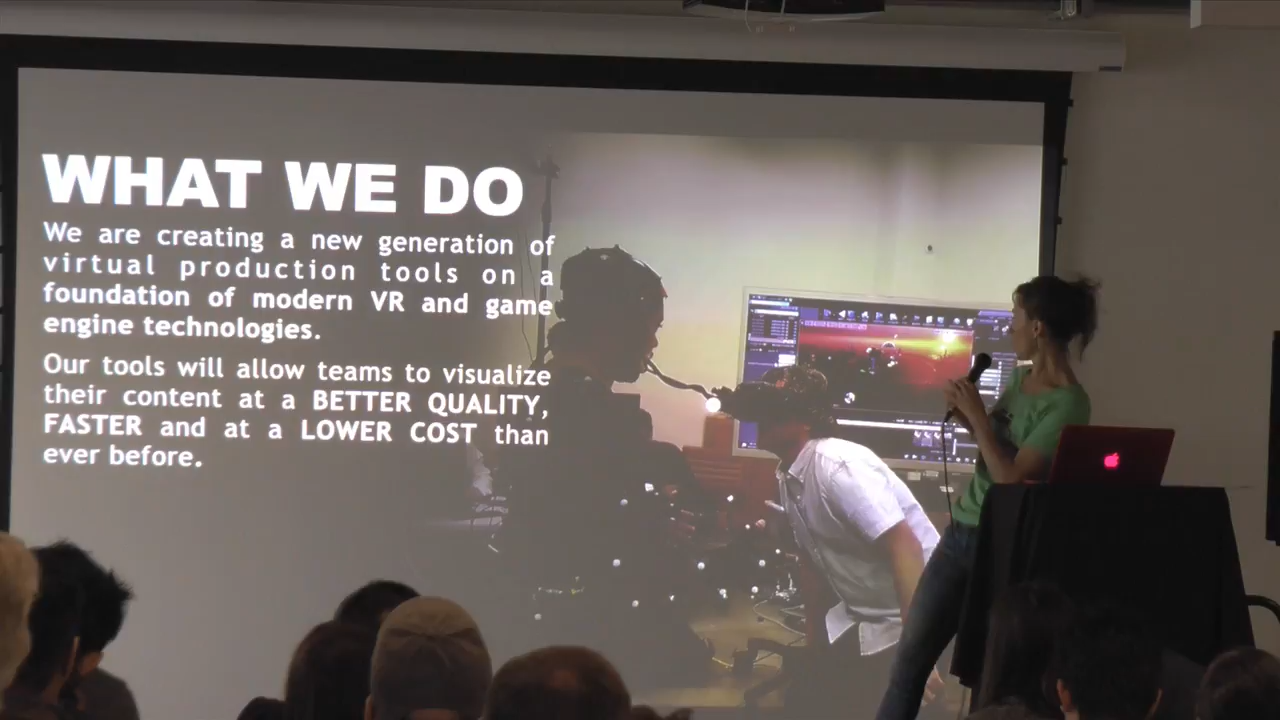 WHAT WE DO
We are creating a new generation of
virtual production tools on a
foundation of modern VR and game
engine technologies.
Our tools will allow teams to visualize
their content at a BETTER QUALITY,
FASTER and at a LOWER COST than
ever before.